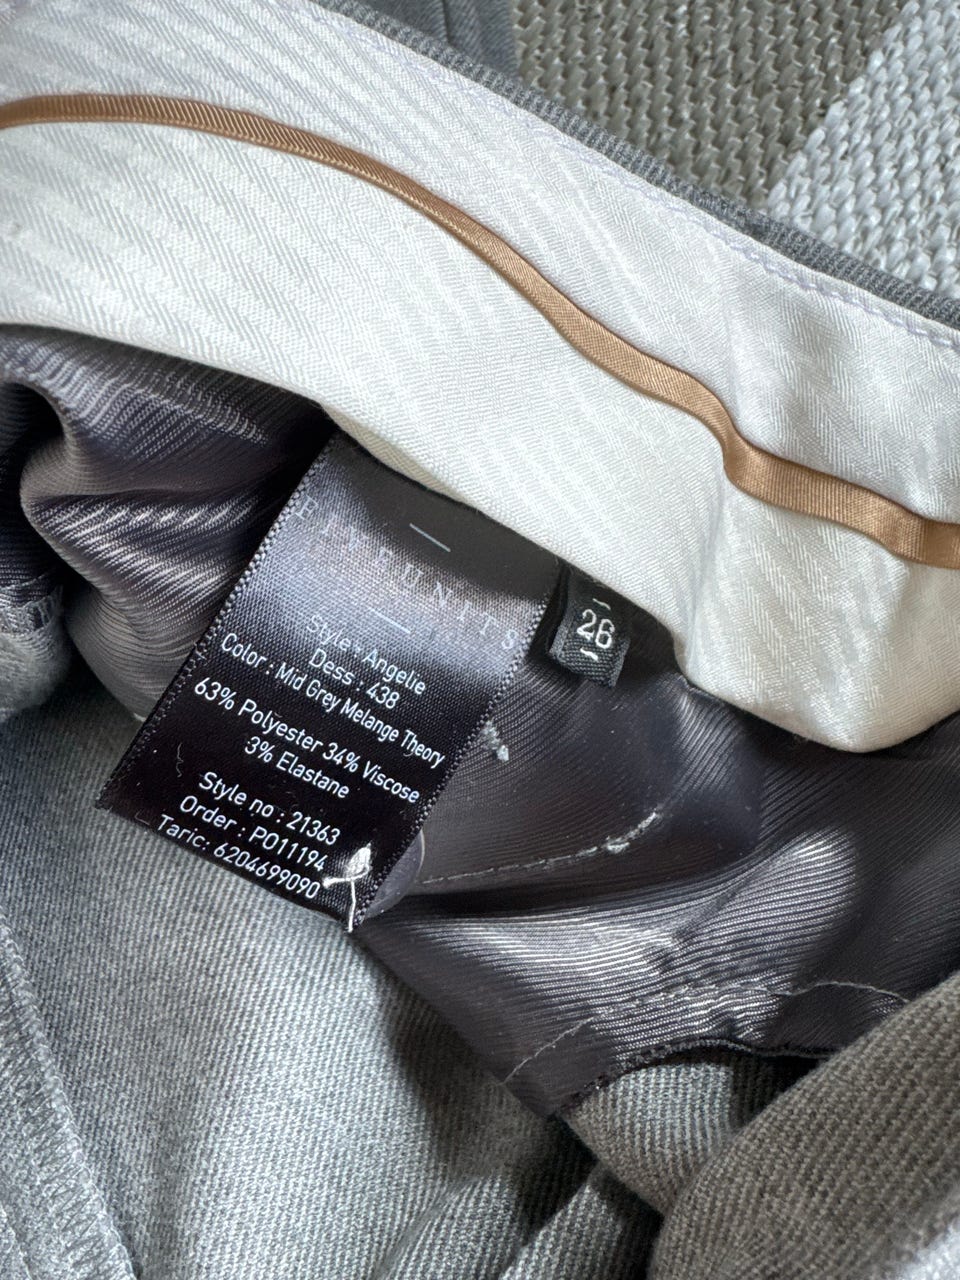 FIVEUNITS
Style : Angelie
Dess : 438
Color : Mid Grey Melange Theory
63% Polyester 34% Viscose
3% Elastane
Style no : 21363
Order : PO11194
Taric: 6204699090
26